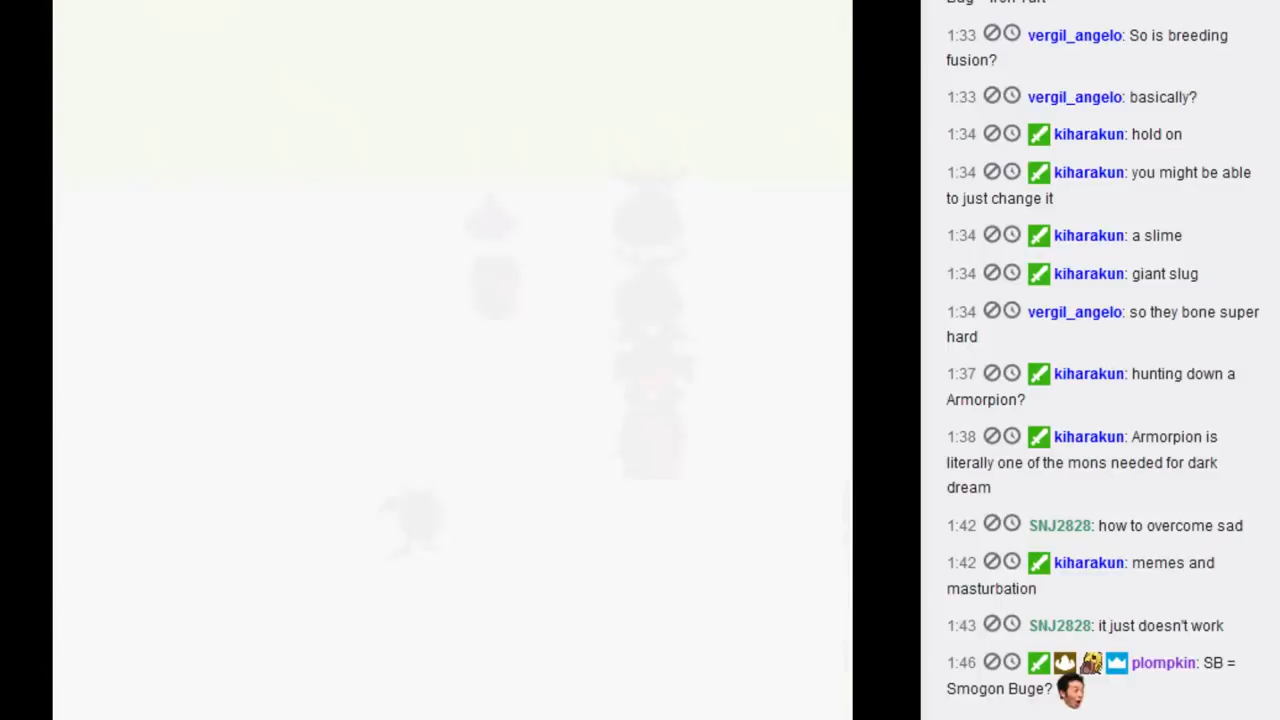 1:33 vergil_angelo: So is breeding
fusion?
1:33 vergil_angelo: basically?
1:34 kiharakun: hold on
1:34 kiharakun: you might be able
to just change it
1:34 kiharakun: a slime
1:34 kiharakun: giant slug
1:34 vergil_angelo: so they bone super
hard
1:37 kiharakun: hunting down a
Armorpion?
1:38 kiharakun: Armorpion is
literally one of the mons needed for dark
dream
1:42 SNJ2828: how to overcome sad
1:42 kiharakun: memes and
masturbation
1:43 SNJ2828: it just doesn't work
1:46 plompkin: SB =
Smogon Buge?